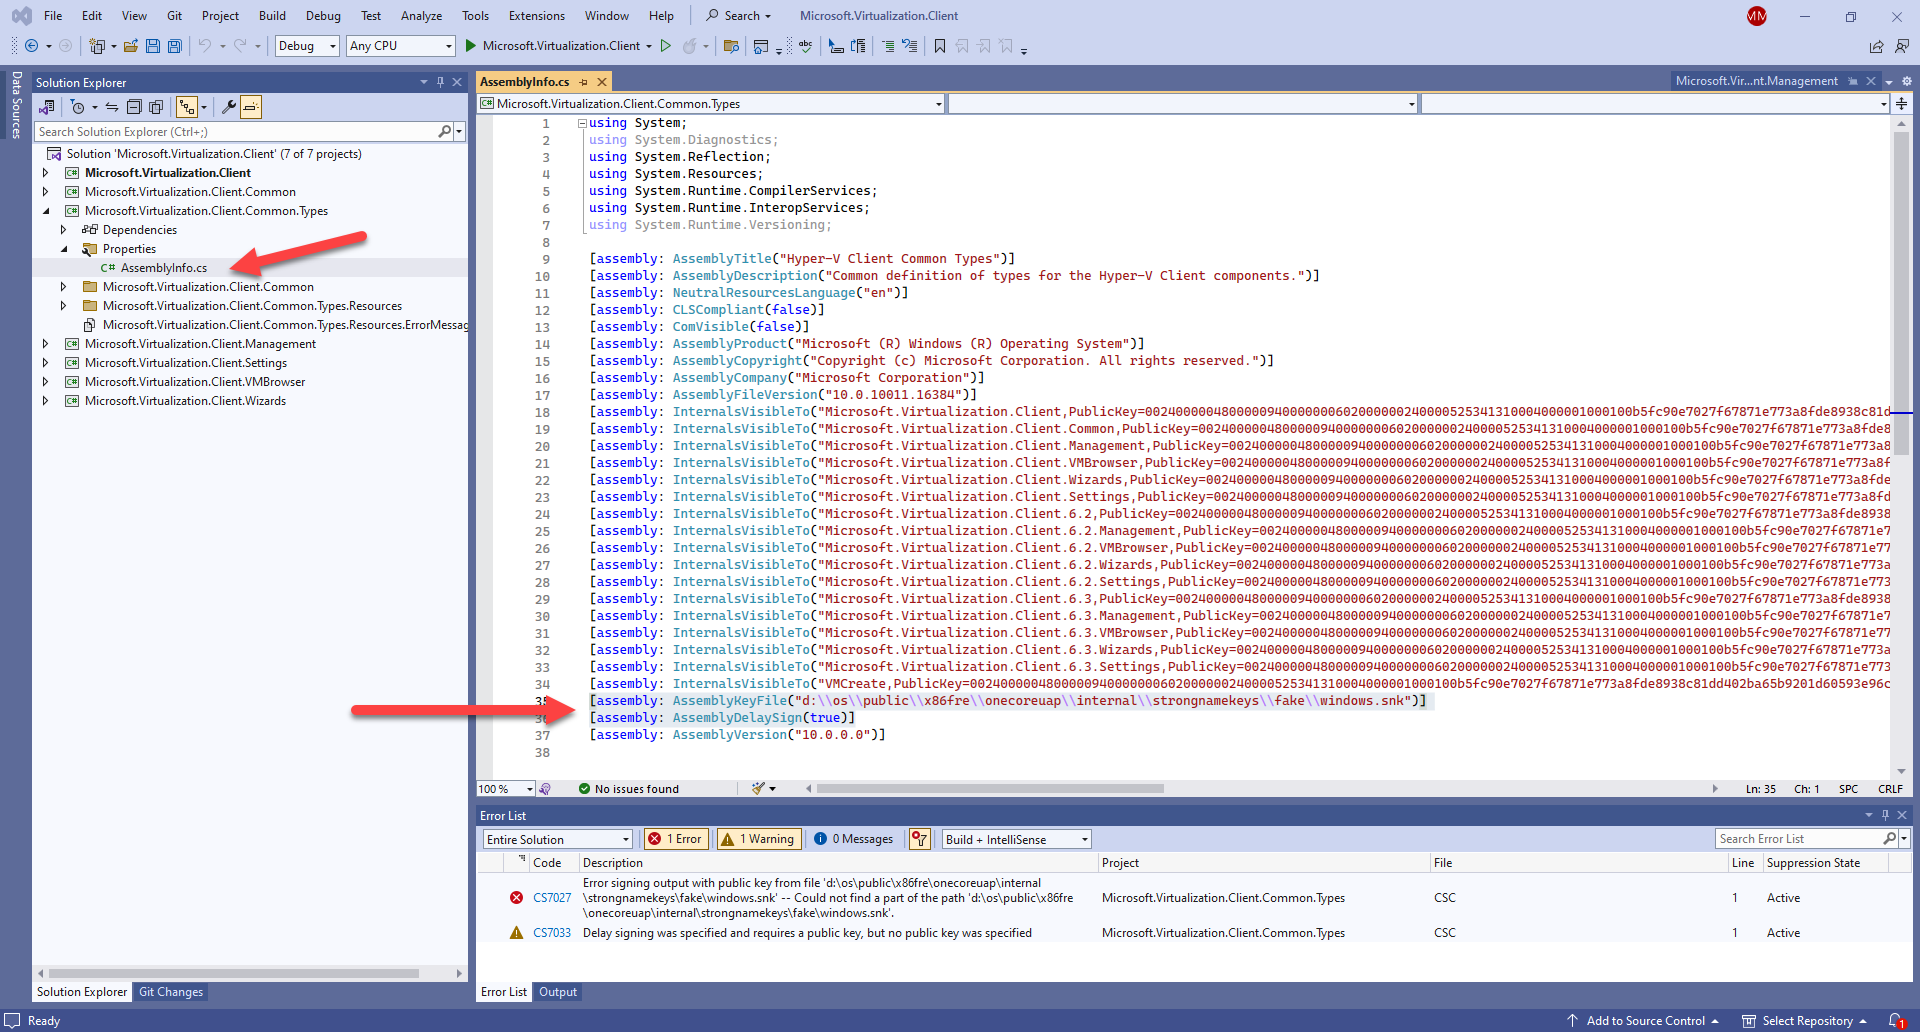 File Edit View Git Project Build Debug Test Analyze Tools Extensions Window Help Search Microsoft.Virtualization.Client MM
Debug Any CPU Microsoft.Virtualization.Client
Data Sources
Solution Explorer
Search Solution Explorer (Ctrl+;)
Solution 'Microsoft.Virtualization.Client' (7 of 7 projects)
Microsoft.Virtualization.Client
Microsoft.Virtualization.Client.Common
Microsoft.Virtualization.Client.Common.Types
Dependencies
Properties
C# AssemblyInfo.cs
Microsoft.Virtualization.Client.Common
Microsoft.Virtualization.Client.Common.Types.Resources
Microsoft.Virtualization.Client.Common.Types.Resources.ErrorMessag
Microsoft.Virtualization.Client.Management
Microsoft.Virtualization.Client.Settings
Microsoft.Virtualization.Client.VMBrowser
Microsoft.Virtualization.Client.Wizards
Solution Explorer Git Changes
AssemblyInfo.cs Microsoft.Vir...nt.Management
Microsoft.Virtualization.Client.Common.Types
1 using System;
2 using System.Diagnostics;
3 using System.Reflection;
4 using System.Resources;
5 using System.Runtime.CompilerServices;
6 using System.Runtime.InteropServices;
7 using System.Runtime.Versioning;
8
9 [assembly: AssemblyTitle("Hyper-V Client Common Types")]
10 [assembly: AssemblyDescription("Common definition of types for the Hyper-V Client components.")]
11 [assembly: NeutralResourcesLanguage("en")]
12 [assembly: CLSCompliant(false)]
13 [assembly: ComVisible(false)]
14 [assembly: AssemblyProduct("Microsoft (R) Windows (R) Operating System")]
15 [assembly: AssemblyCopyright("Copyright (c) Microsoft Corporation. All rights reserved.")]
16 [assembly: AssemblyCompany("Microsoft Corporation")]
17 [assembly: AssemblyFileVersion("10.0.10011.16384")]
18 [assembly: InternalsVisibleTo("Microsoft.Virtualization.Client,PublicKey=0024000004800000940000000602000000240000525341310004000001000100b5fc90e7027f67871e773a8fde8938c81d
19 [assembly: InternalsVisibleTo("Microsoft.Virtualization.Client.Common,PublicKey=0024000004800000940000000602000000240000525341310004000001000100b5fc90e7027f67871e773a8fde8
20 [assembly: InternalsVisibleTo("Microsoft.Virtualization.Client.Management,PublicKey=0024000004800000940000000602000000240000525341310004000001000100b5fc90e7027f67871e773a8
21 [assembly: InternalsVisibleTo("Microsoft.Virtualization.Client.VMBrowser,PublicKey=0024000004800000940000000602000000240000525341310004000001000100b5fc90e7027f67871e773a8f
22 [assembly: InternalsVisibleTo("Microsoft.Virtualization.Client.Wizards,PublicKey=0024000004800000940000000602000000240000525341310004000001000100b5fc90e7027f67871e773a8fde
23 [assembly: InternalsVisibleTo("Microsoft.Virtualization.Client.Settings,PublicKey=0024000004800000940000000602000000240000525341310004000001000100b5fc90e7027f67871e773a8fd
24 [assembly: InternalsVisibleTo("Microsoft.Virtualization.Client.6.2,PublicKey=0024000004800000940000000602000000240000525341310004000001000100b5fc90e7027f67871e773a8fde8938
25 [assembly: InternalsVisibleTo("Microsoft.Virtualization.Client.6.2.Management,PublicKey=0024000004800000940000000602000000240000525341310004000001000100b5fc90e7027f67871e7
26 [assembly: InternalsVisibleTo("Microsoft.Virtualization.Client.6.2.VMBrowser,PublicKey=0024000004800000940000000602000000240000525341310004000001000100b5fc90e7027f67871e77
27 [assembly: InternalsVisibleTo("Microsoft.Virtualization.Client.6.2.Wizards,PublicKey=0024000004800000940000000602000000240000525341310004000001000100b5fc90e7027f67871e773a
28 [assembly: InternalsVisibleTo("Microsoft.Virtualization.Client.6.2.Settings,PublicKey=0024000004800000940000000602000000240000525341310004000001000100b5fc90e7027f67871e773
29 [assembly: InternalsVisibleTo("Microsoft.Virtualization.Client.6.3,PublicKey=0024000004800000940000000602000000240000525341310004000001000100b5fc90e7027f67871e773a8fde8938
30 [assembly: InternalsVisibleTo("Microsoft.Virtualization.Client.6.3.Management,PublicKey=0024000004800000940000000602000000240000525341310004000001000100b5fc90e7027f67871e7
31 [assembly: InternalsVisibleTo("Microsoft.Virtualization.Client.6.3.VMBrowser,PublicKey=0024000004800000940000000602000000240000525341310004000001000100b5fc90e7027f67871e77
32 [assembly: InternalsVisibleTo("Microsoft.Virtualization.Client.6.3.Wizards,PublicKey=0024000004800000940000000602000000240000525341310004000001000100b5fc90e7027f67871e773a
33 [assembly: InternalsVisibleTo("Microsoft.Virtualization.Client.6.3.Settings,PublicKey=0024000004800000940000000602000000240000525341310004000001000100b5fc90e7027f67871e773
34 [assembly: InternalsVisibleTo("VMCreate,PublicKey=0024000004800000940000000602000000240000525341310004000001000100b5fc90e7027f67871e773a8fde8938c81dd402ba65b9201d60593e96c
35 [assembly: AssemblyKeyFile("d:\\os\\public\\x86fre\\onecoreuap\\internal\\strongnamekeys\\fake\\windows.snk")]
36 [assembly: AssemblyDelaySign(true)]
37 [assembly: AssemblyVersion("10.0.0.0")]
38
100 % No issues found Ln: 35 Ch: 1 SPC CRLF
Error List
Entire Solution 1 Error 1 Warning 0 Messages Build + IntelliSense Search Error List
Code Description Project File Line Suppression State
CS7027 Error signing output with public key from file 'd:\os\public\x86fre\onecoreuap\internal
\strongnamekeys\fake\windows.snk' -- Could not find a part of the path 'd:\os\public\x86fre Microsoft.Virtualization.Client.Common.Types CSC 1 Active
\onecoreuap\internal\strongnamekeys\fake\windows.snk'.
CS7033 Delay signing was specified and requires a public key, but no public key was specified Microsoft.Virtualization.Client.Common.Types CSC 1 Active
Error List Output
Ready Add to Source Control Select Repository 1